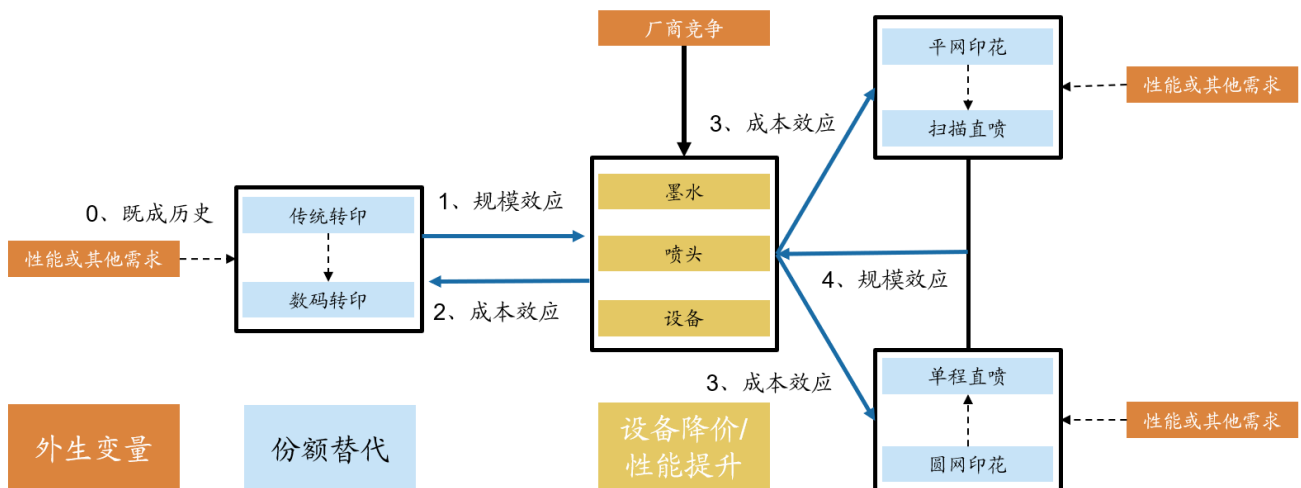 厂商竞争
平网印花
性能或其他需求
3、成本效应
扫描直喷
墨水
0、既成历史
传统转印
1、规模效应
性能或其他需求
喷头
4、规模效应
数码转印
2、成本效应
设备
3、成本效应
单程直喷
性能或其他需求
圆网印花
外生变量
份额替代
设备降价/
性能提升